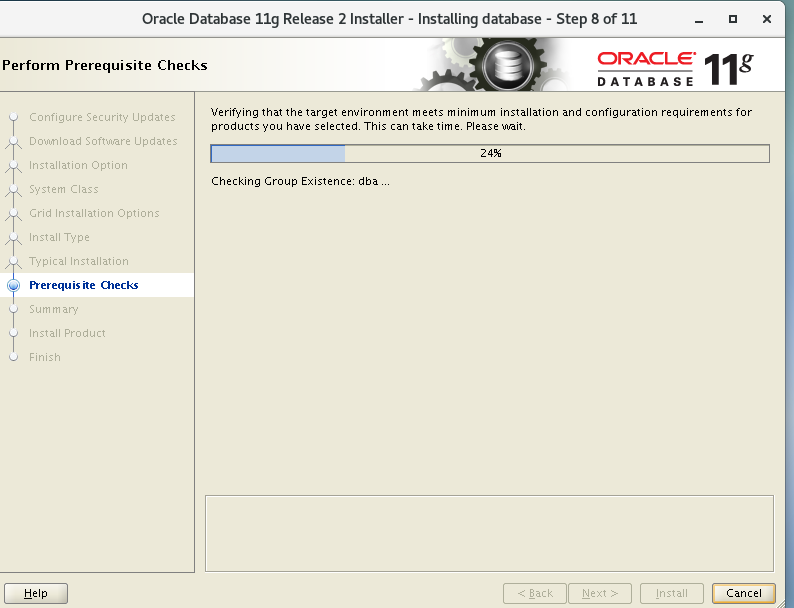 Oracle Database 11g Release 2 Installer - Installing database - Step 8 of 11
Perform Prerequisite Checks
ORACLE
DATABASE
11g
Configure Security Updates
Download Software Updates
Installation Option
System Class
Grid Installation Options
Install Type
Typical Installation
Prerequisite Checks
Summary
Install Product
Finish
Verifying that the target environment meets minimum installation and configuration requirements for
products you have selected. This can take time. Please wait.
24%
Checking Group Existence: dba ...
Help
< Back
Next >
Install
Cancel